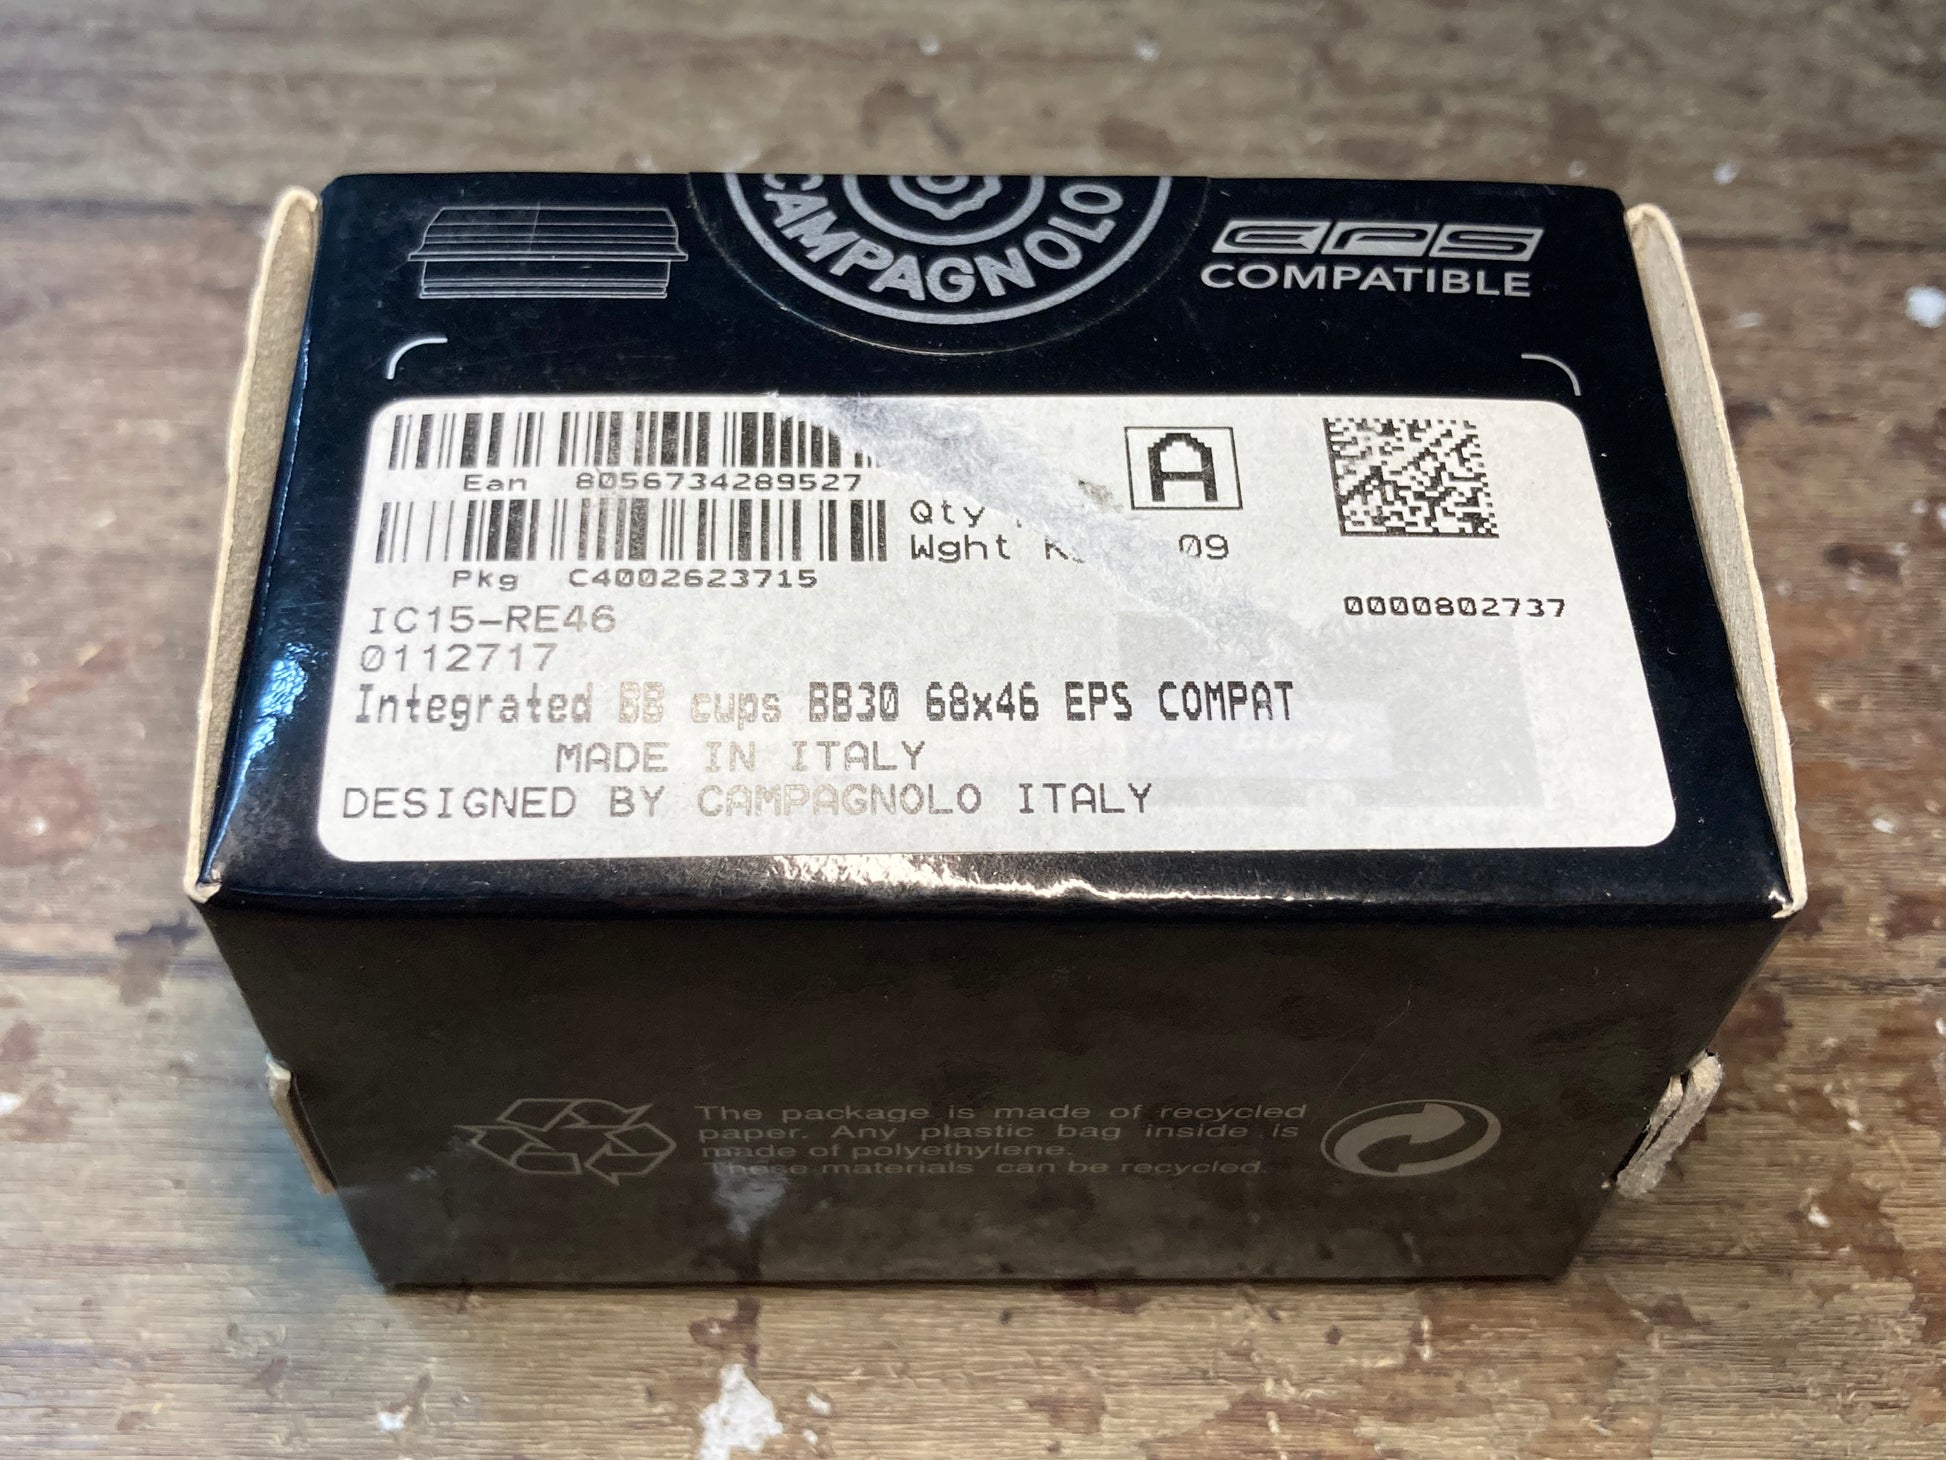 CAMPAGNOLO
EPS
COMPATIBLE
Ean 8056734289527
A
Qty
Wght 09
Pkg C4002623715
0000802737
IC15-RE46
0112717
Integrated BB cups BB30 68x46 EPS COMPAT
MADE IN ITALY
DESIGNED BY CAMPAGNOLO ITALY
The package is made of recycled
paper. Any plastic bag inside is
made of polyethylene.
These materials can be recycled.